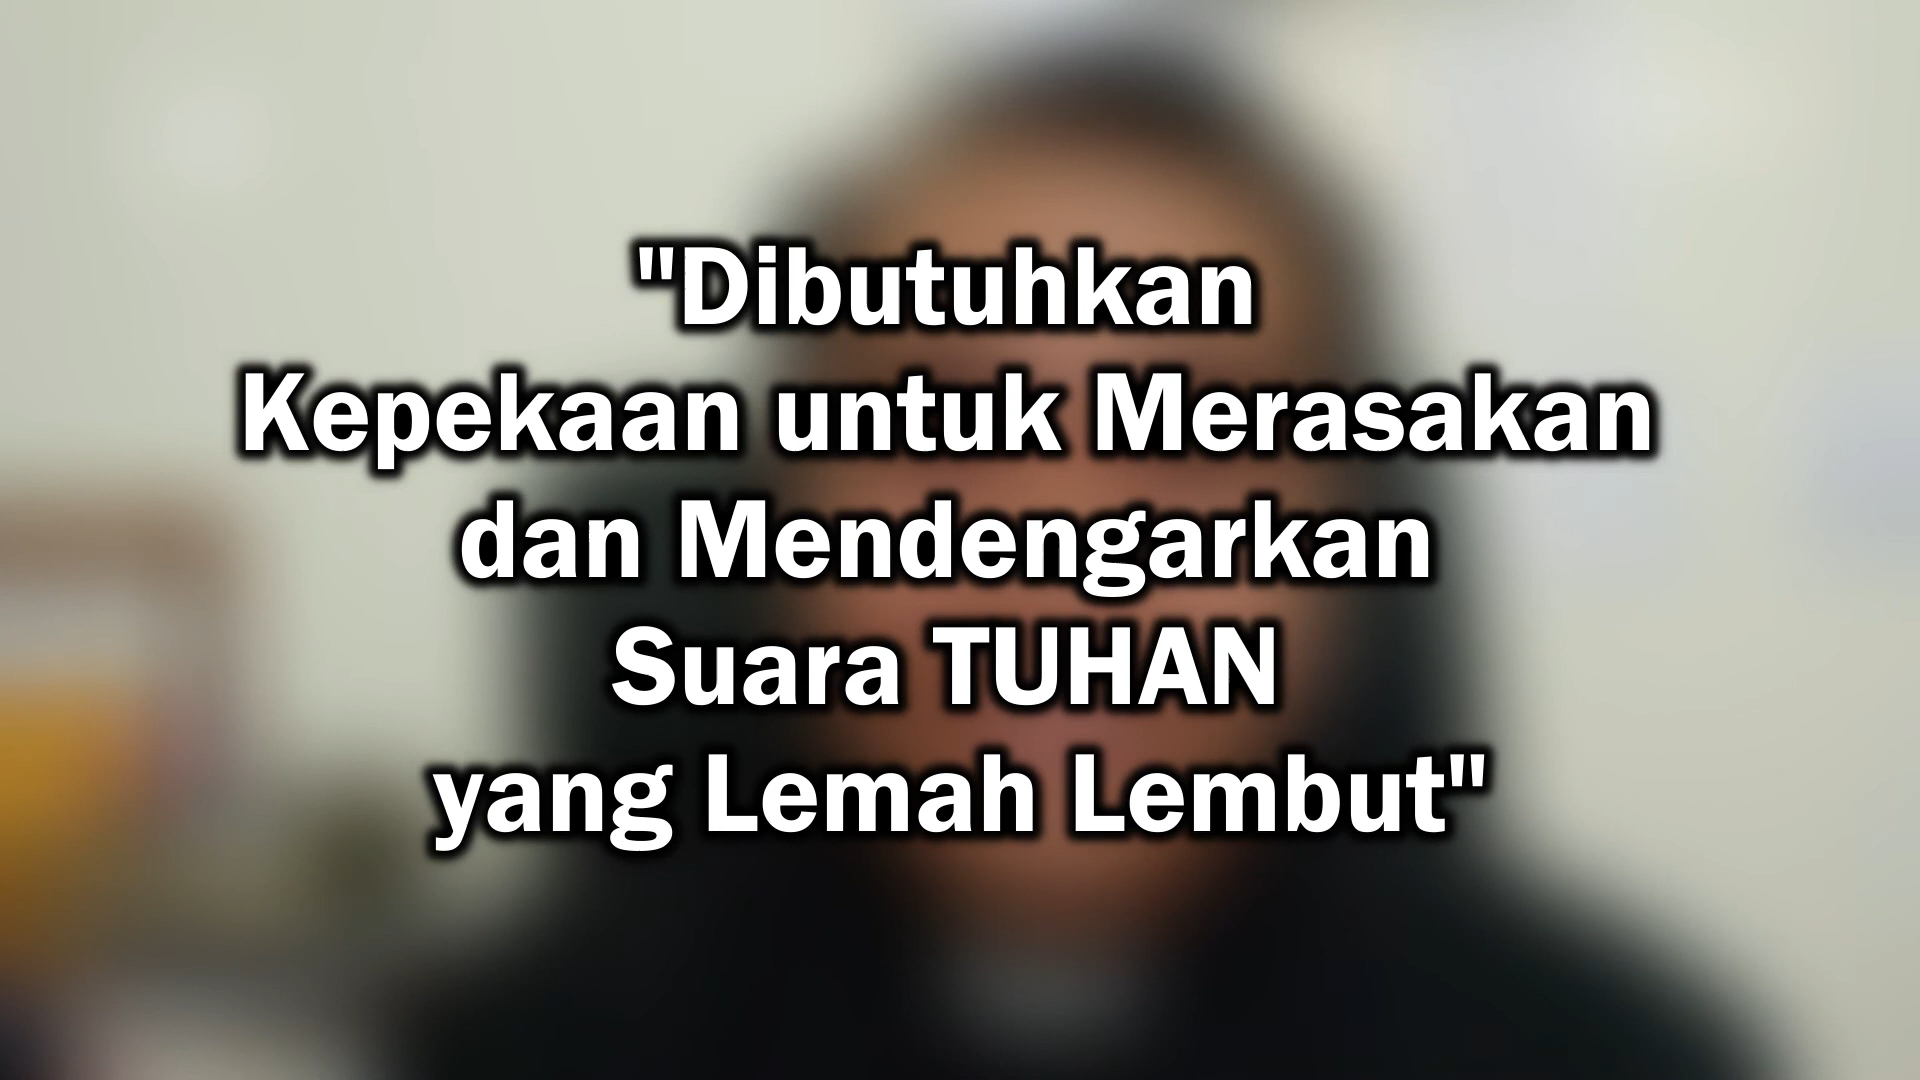 "Dibutuhkan
Kepekaan untuk Merasakan
dan Mendengarkan
Suara TUHAN
yang Lemah Lembut"